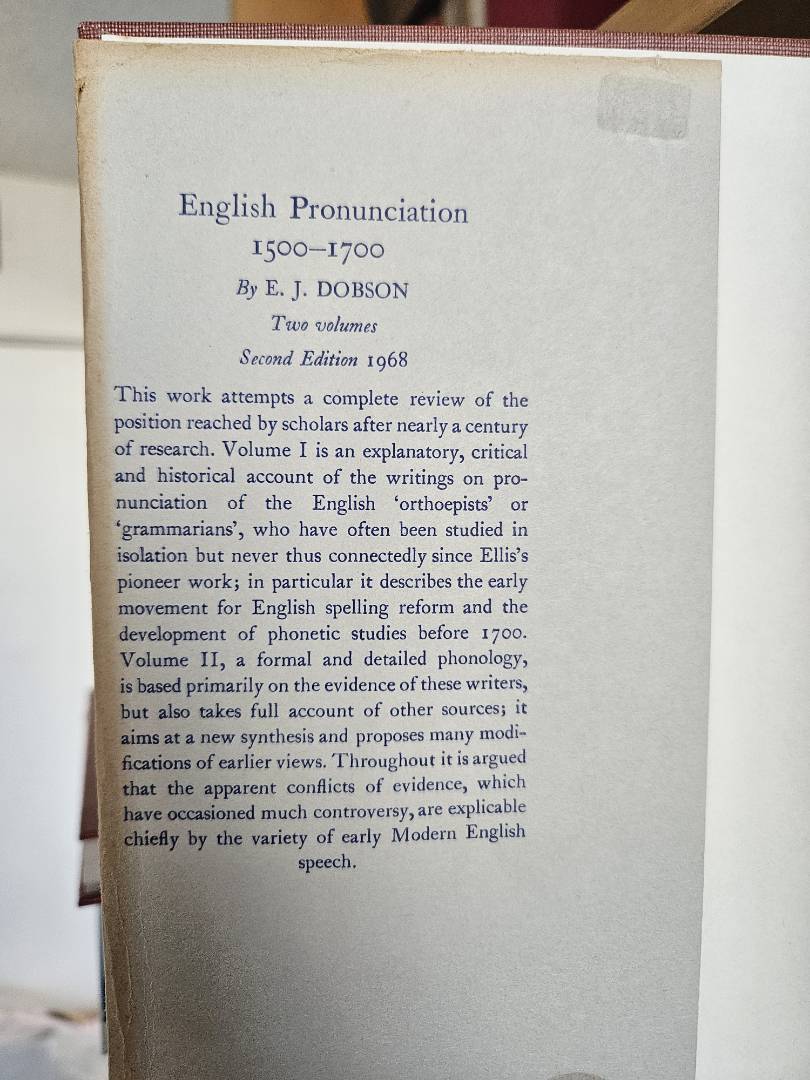 English Pronunciation
1500–1700
By E. J. DOBSON
Two volumes
Second Edition 1968
This work attempts a complete review of the
position reached by scholars after nearly a century
of research. Volume I is an explanatory, critical
and historical account of the writings on pro-
nunciation of the English ‘orthoepists’ or
‘grammarians’, who have often been studied in
isolation but never thus connectedly since Ellis’s
pioneer work; in particular it describes the early
movement for English spelling reform and the
development of phonetic studies before 1700.
Volume II, a formal and detailed phonology,
is based primarily on the evidence of these writers,
but also takes full account of other sources; it
aims at a new synthesis and proposes many modi-
fications of earlier views. Throughout it is argued
that the apparent conflicts of evidence, which
have occasioned much controversy, are explicable
chiefly by the variety of early Modern English
speech.